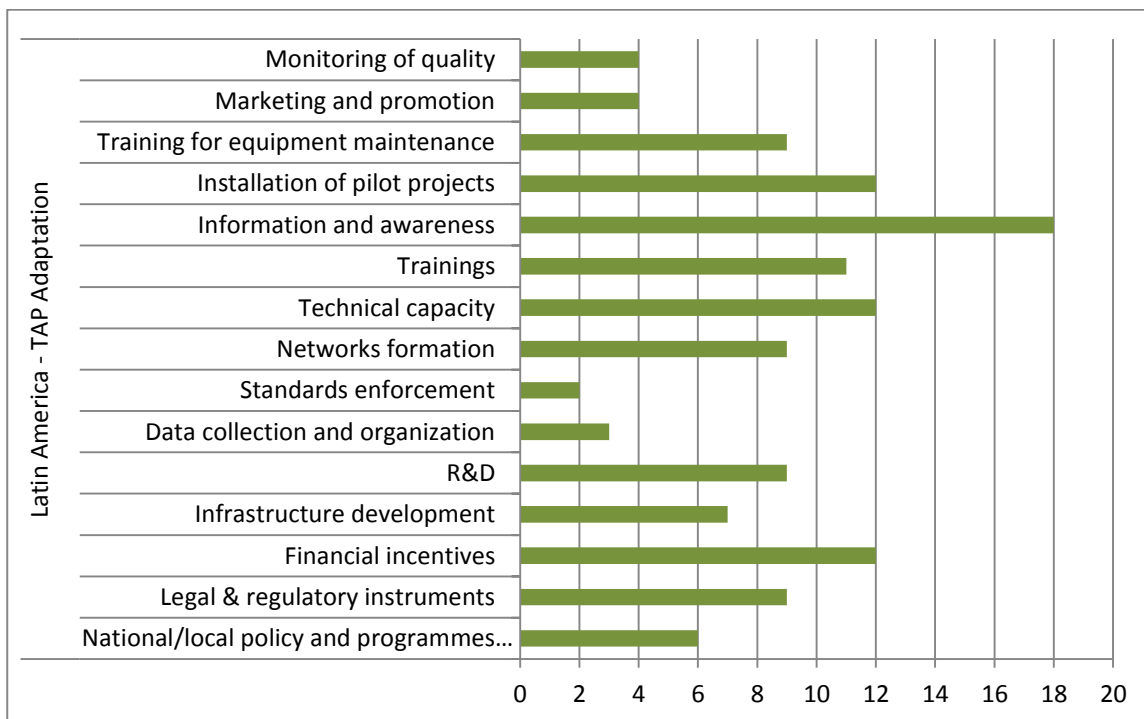 Latin America - TAP Adaptation
Monitoring of quality
Marketing and promotion
Training for equipment maintenance
Installation of pilot projects
Information and awareness
Trainings
Technical capacity
Networks formation
Standards enforcement
Data collection and organization
R&D
Infrastructure development
Financial incentives
Legal & regulatory instruments
National/local policy and programmes...
0 2 4 6 8 10 12 14 16 18 20